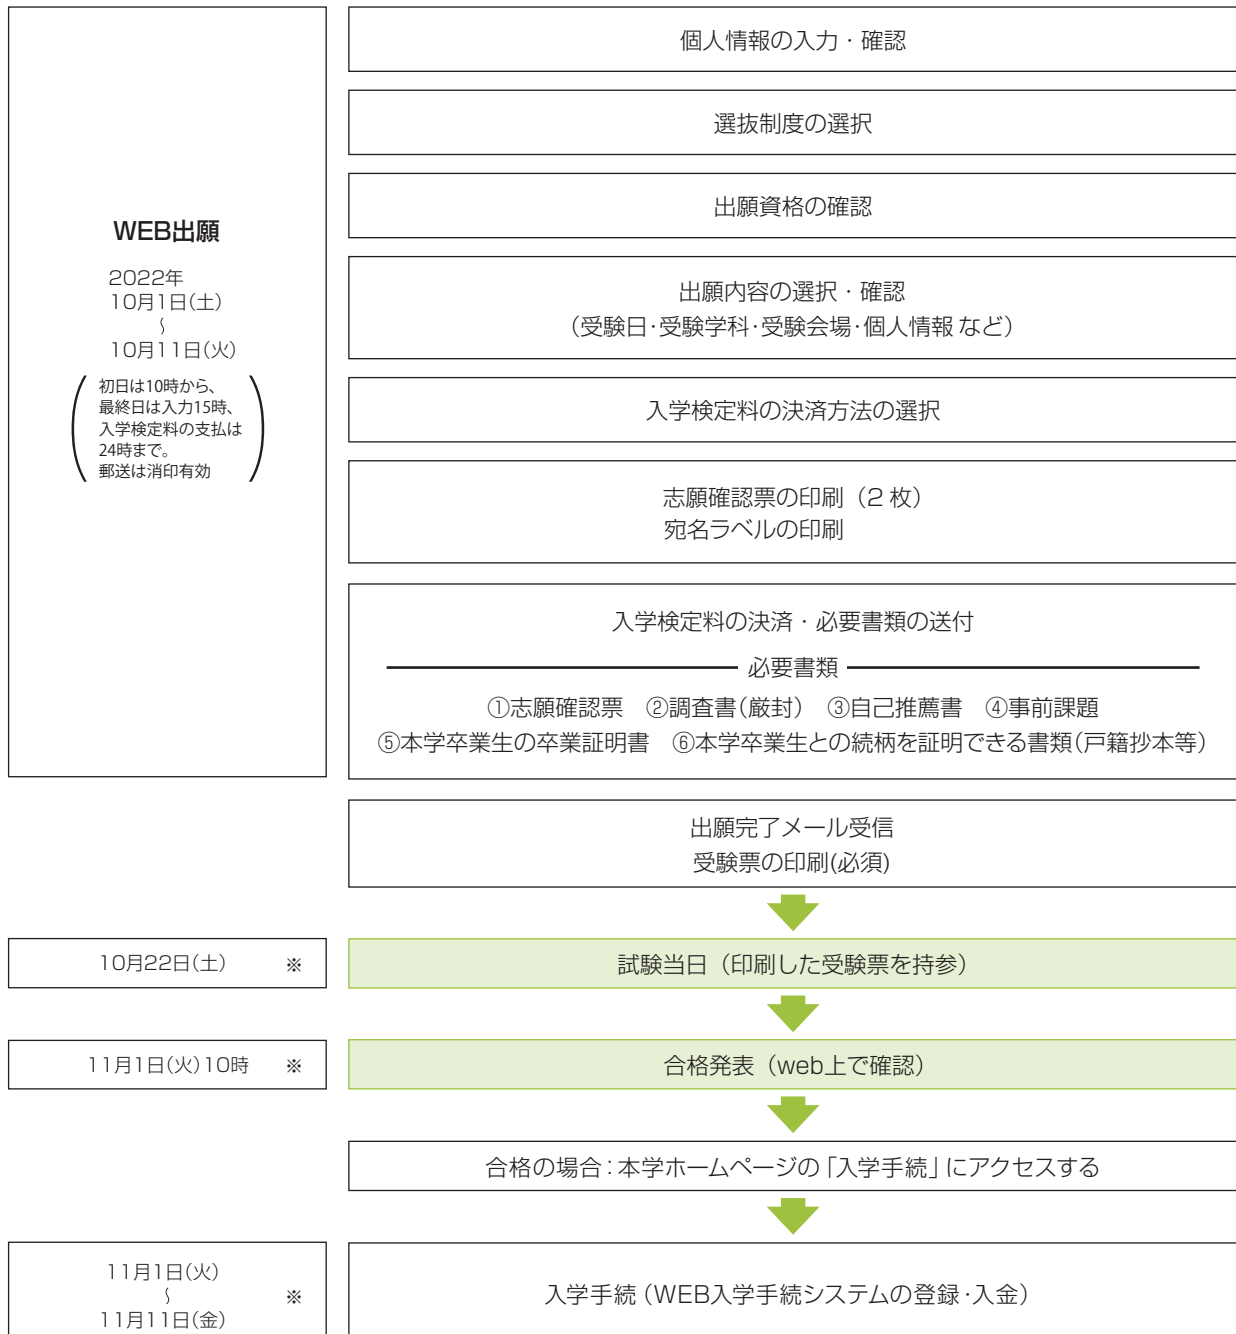 WEB出願
2022年
10月1日(土)
〜
10月11日(火)
初日は10時から、
最終日は入力15時、
入学検定料の支払は
24時まで。
郵送は消印有効
個人情報の入力・確認
選抜制度の選択
出願資格の確認
出願内容の選択・確認
（受験日・受験学科・受験会場・個人情報 など）
入学検定料の決済方法の選択
志願確認票の印刷（2 枚）
宛名ラベルの印刷
入学検定料の決済・必要書類の送付
必要書類
①志願確認票　②調査書（厳封）　③自己推薦書　④事前課題
⑤本学卒業生の卒業証明書　⑥本学卒業生との続柄を証明できる書類（戸籍抄本等）
出願完了メール受信
受験票の印刷(必須)
10月22日(土)　※
試験当日（印刷した受験票を持参）
11月1日(火)10時　※
合格発表（web上で確認）
合格の場合：本学ホームページの「入学手続」にアクセスする
11月1日(火)
〜　※
11月11日(金)
入学手続（WEB入学手続システムの登録・入金）